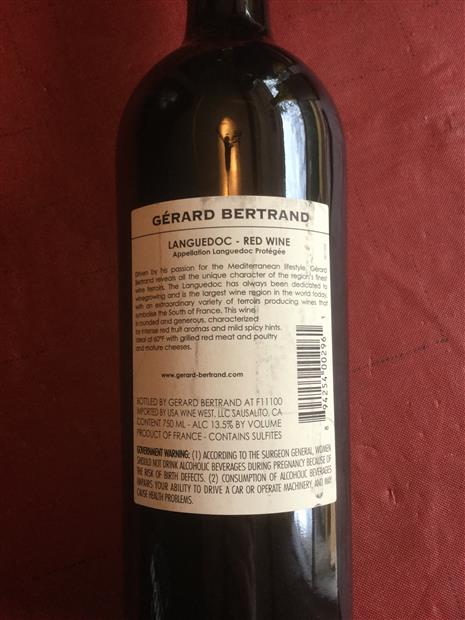 GÉRARD BERTRAND
LANGUEDOC - RED WINE
Appellation Languedoc Protégée
Driven by his passion for the Mediterranean lifestyle, Gérard
Bertrand reveals all the unique character of the region's finest
wine terroirs. The Languedoc has always been dedicated to
winegrowing and is the largest wine region in the world today,
with an extraordinary variety of terroirs producing wines that
symbolise the South of France. This wine
is rounded and generous, characterized
for intense red fruit aromas and mild spicy hints.
Ideal at 60°F with grilled red meat and poultry
and mature cheeses.
www.gerard-bertrand.com
BOTTLED BY GERARD BERTRAND AT F11100
IMPORTED BY USA WINE WEST, LLC SAUSALITO, CA
CONTENT 750 ML - ALC 13.5% BY VOLUME
PRODUCT OF FRANCE - CONTAINS SULFITES
GOVERNMENT WARNING: (1) ACCORDING TO THE SURGEON GENERAL, WOMEN
SHOULD NOT DRINK ALCOHOLIC BEVERAGES DURING PREGNANCY BECAUSE OF
THE RISK OF BIRTH DEFECTS. (2) CONSUMPTION OF ALCOHOLIC BEVERAGES
IMPAIRS YOUR ABILITY TO DRIVE A CAR OR OPERATE MACHINERY, AND MAY
CAUSE HEALTH PROBLEMS.
8 94254 00296 1